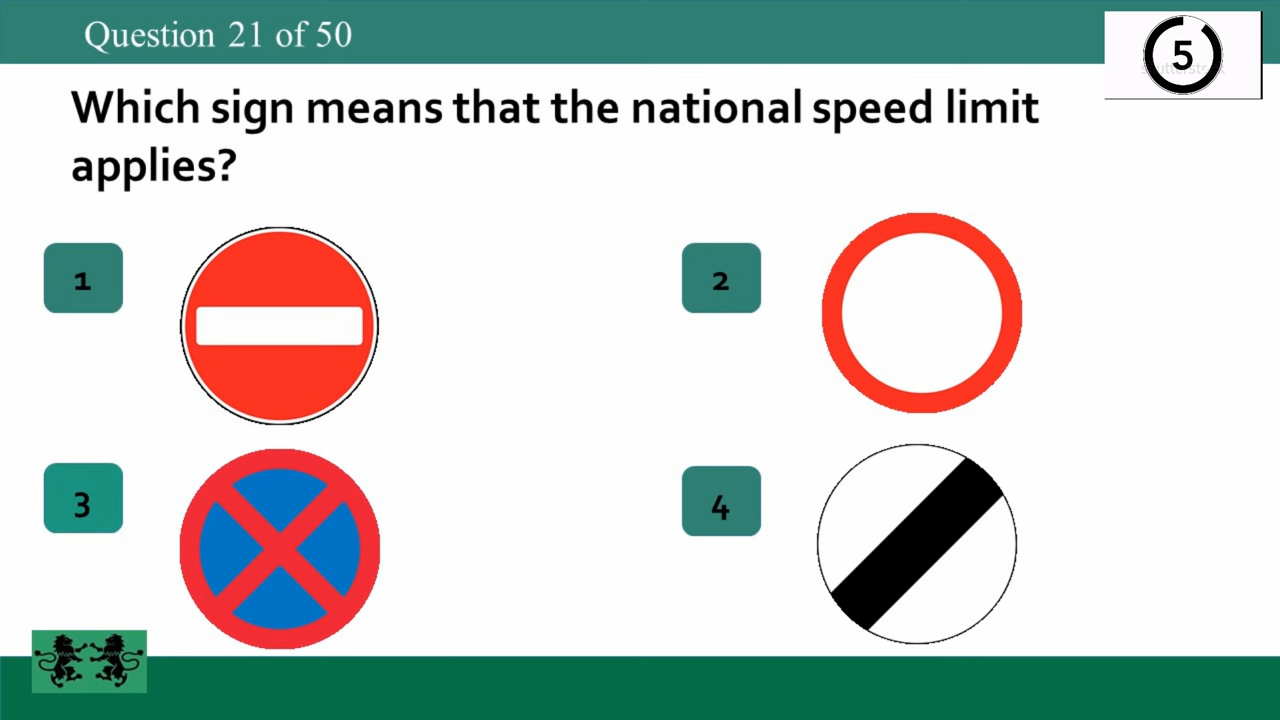 Question 21 of 50
5
Which sign means that the national speed limit
applies?
1
2
3
4